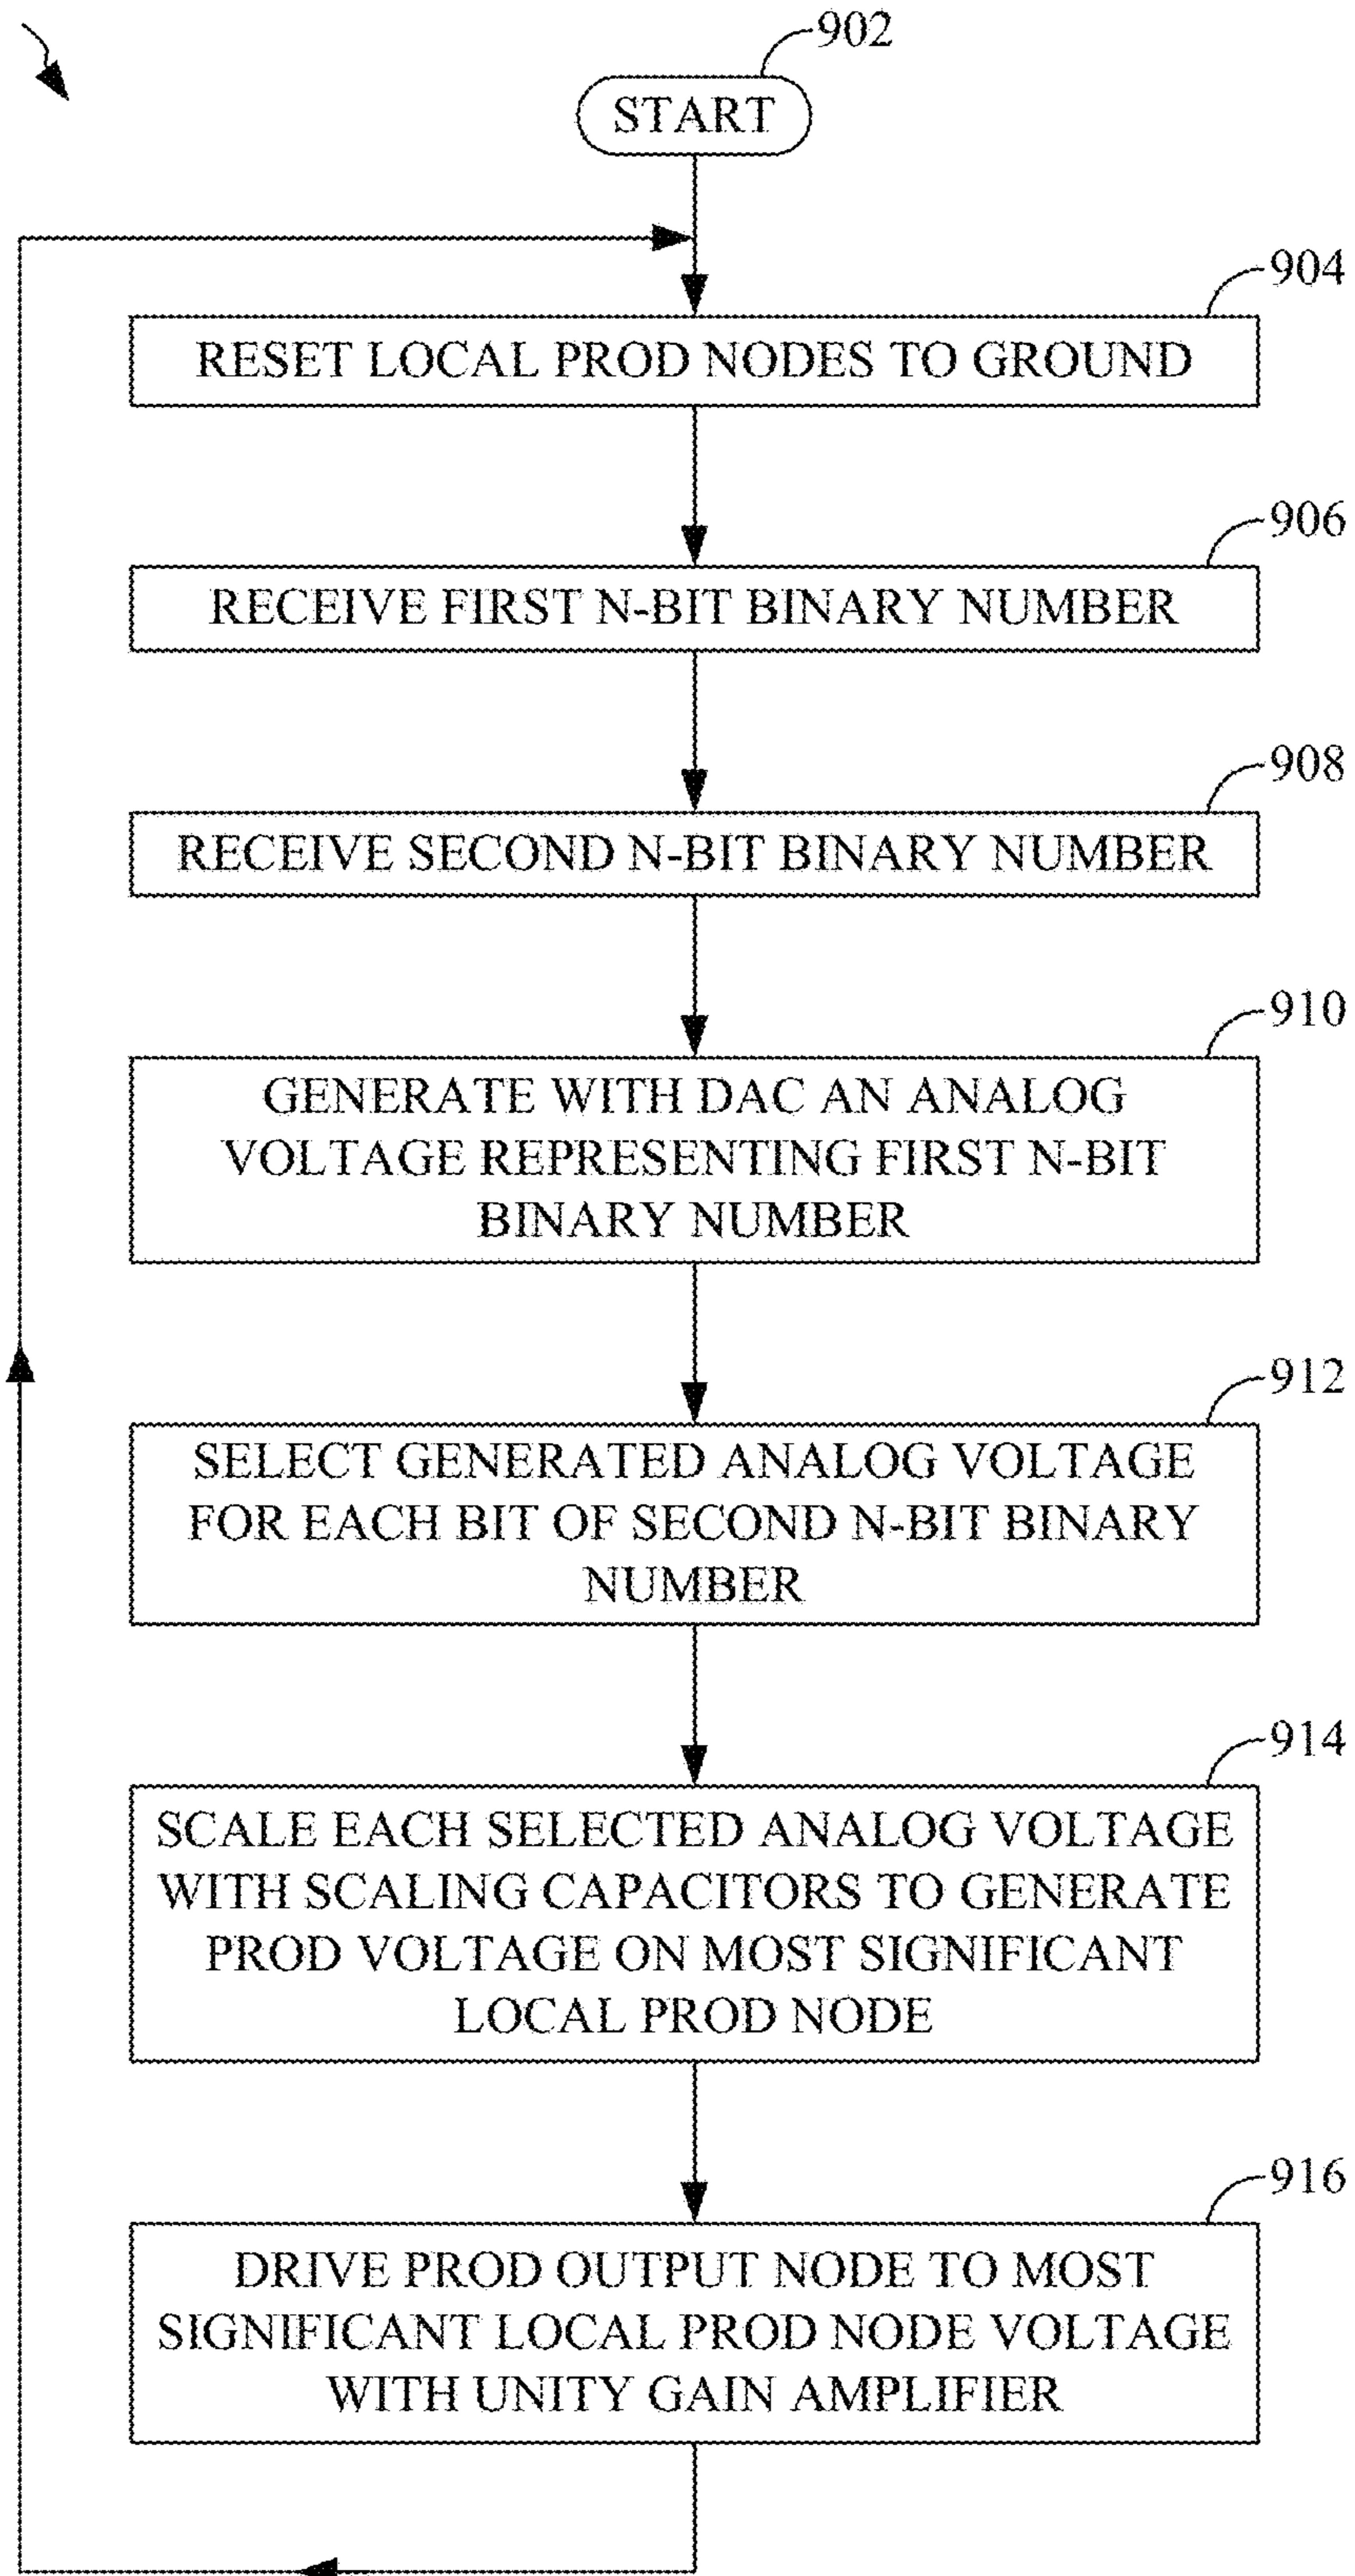 902
START
904
RESET LOCAL PROD NODES TO GROUND
906
RECEIVE FIRST N-BIT BINARY NUMBER
908
RECEIVE SECOND N-BIT BINARY NUMBER
910
GENERATE WITH DAC AN ANALOG
VOLTAGE REPRESENTING FIRST N-BIT
BINARY NUMBER
912
SELECT GENERATED ANALOG VOLTAGE
FOR EACH BIT OF SECOND N-BIT BINARY
NUMBER
914
SCALE EACH SELECTED ANALOG VOLTAGE
WITH SCALING CAPACITORS TO GENERATE
PROD VOLTAGE ON MOST SIGNIFICANT
LOCAL PROD NODE
916
DRIVE PROD OUTPUT NODE TO MOST
SIGNIFICANT LOCAL PROD NODE VOLTAGE
WITH UNITY GAIN AMPLIFIER